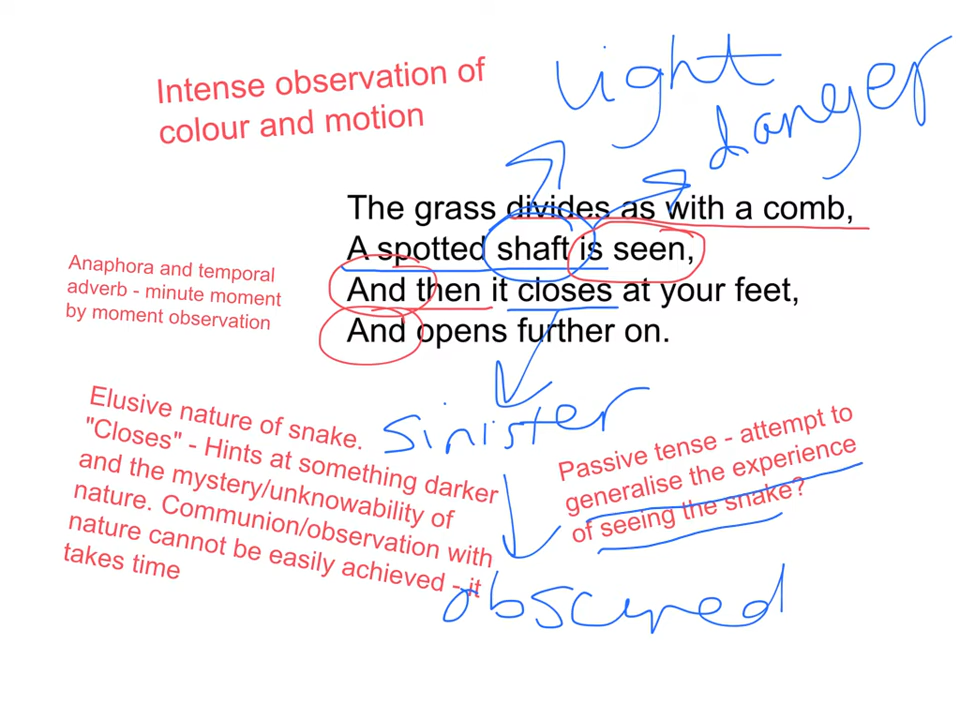 Intense observation of
colour and motion
Light
danger
The grass divides as with a comb,
A spotted shaft is seen,
And then it closes at your feet,
And opens further on.
Anaphora and temporal
adverb - minute moment
by moment observation
Elusive nature of snake.
"Closes" - Hints at something darker
and the mystery/unknowability of
nature. Communion/observation with
nature cannot be easily achieved - it
takes time
sinister
Passive tense - attempt to
generalise the experience
of seeing the snake?
obscured